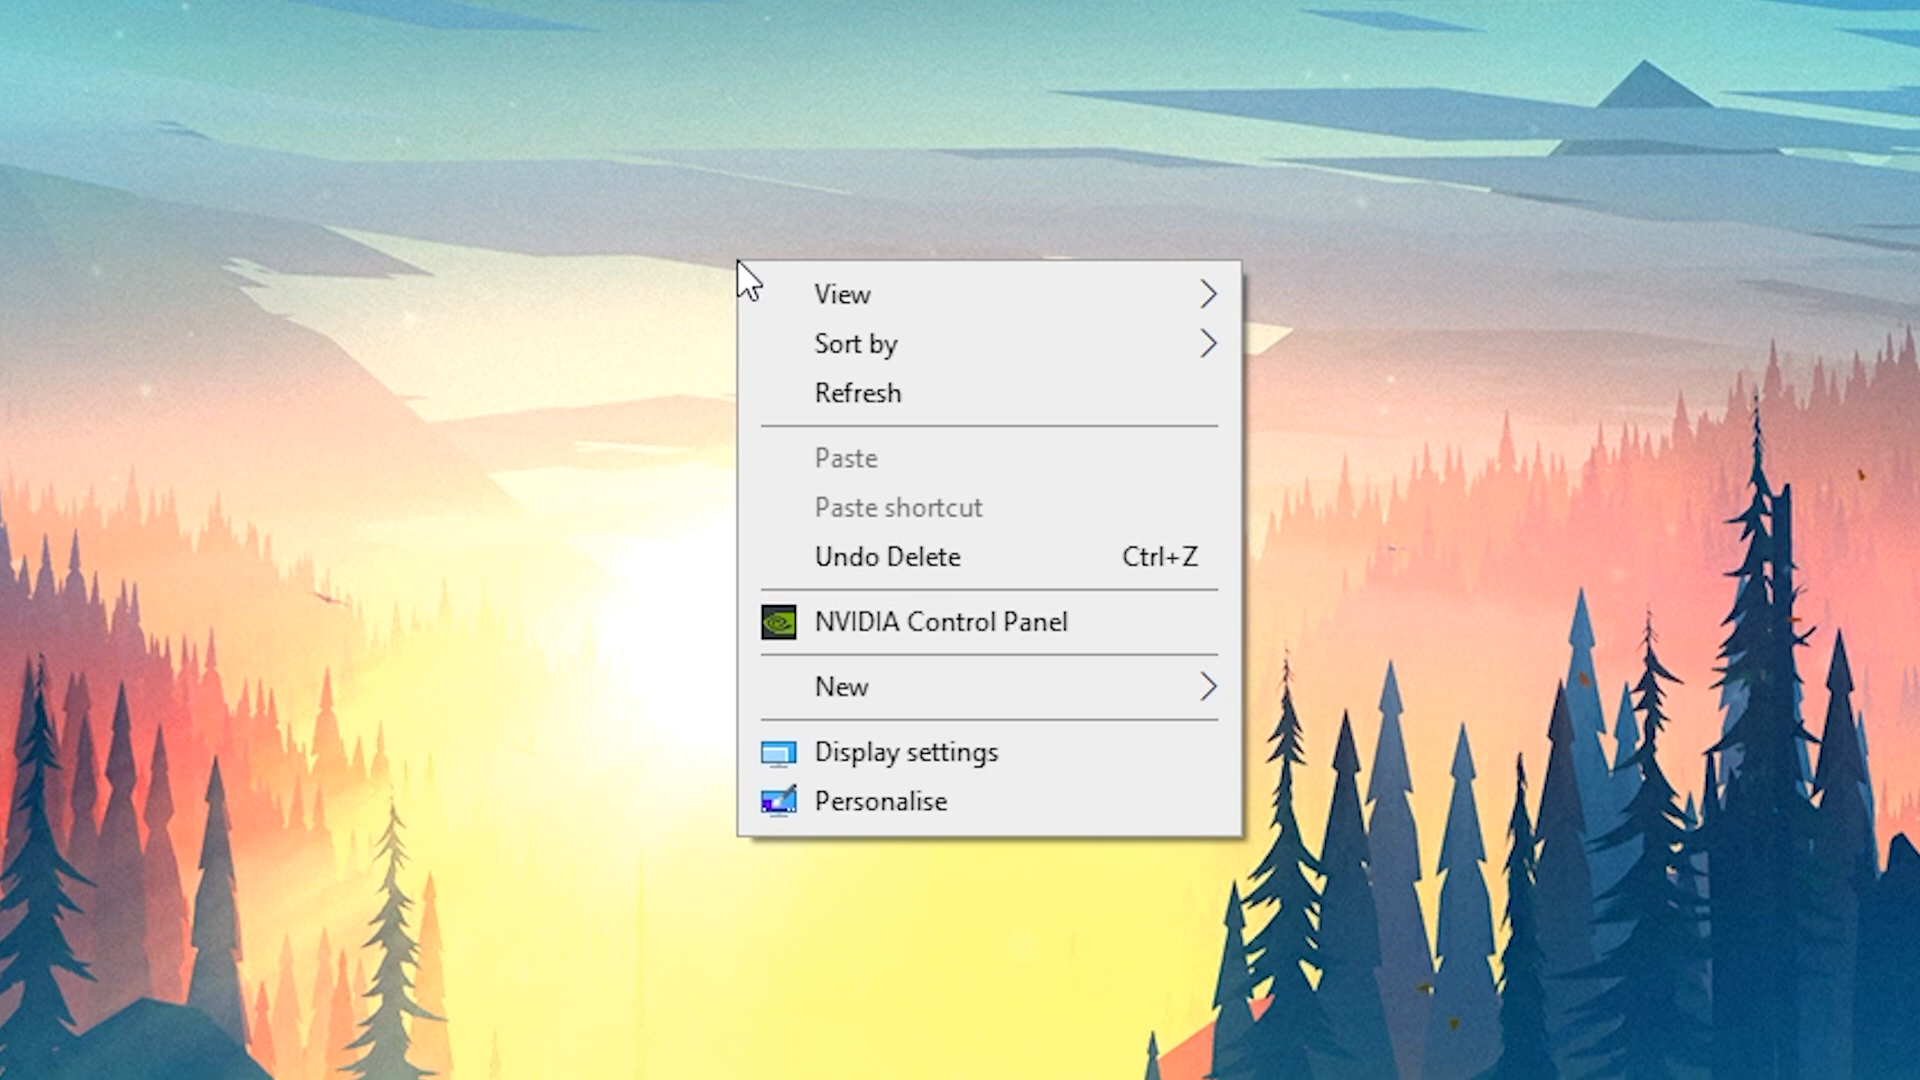 View
Sort by
Refresh
Paste
Paste shortcut
Undo Delete Ctrl+Z
NVIDIA Control Panel
New
Display settings
Personalise